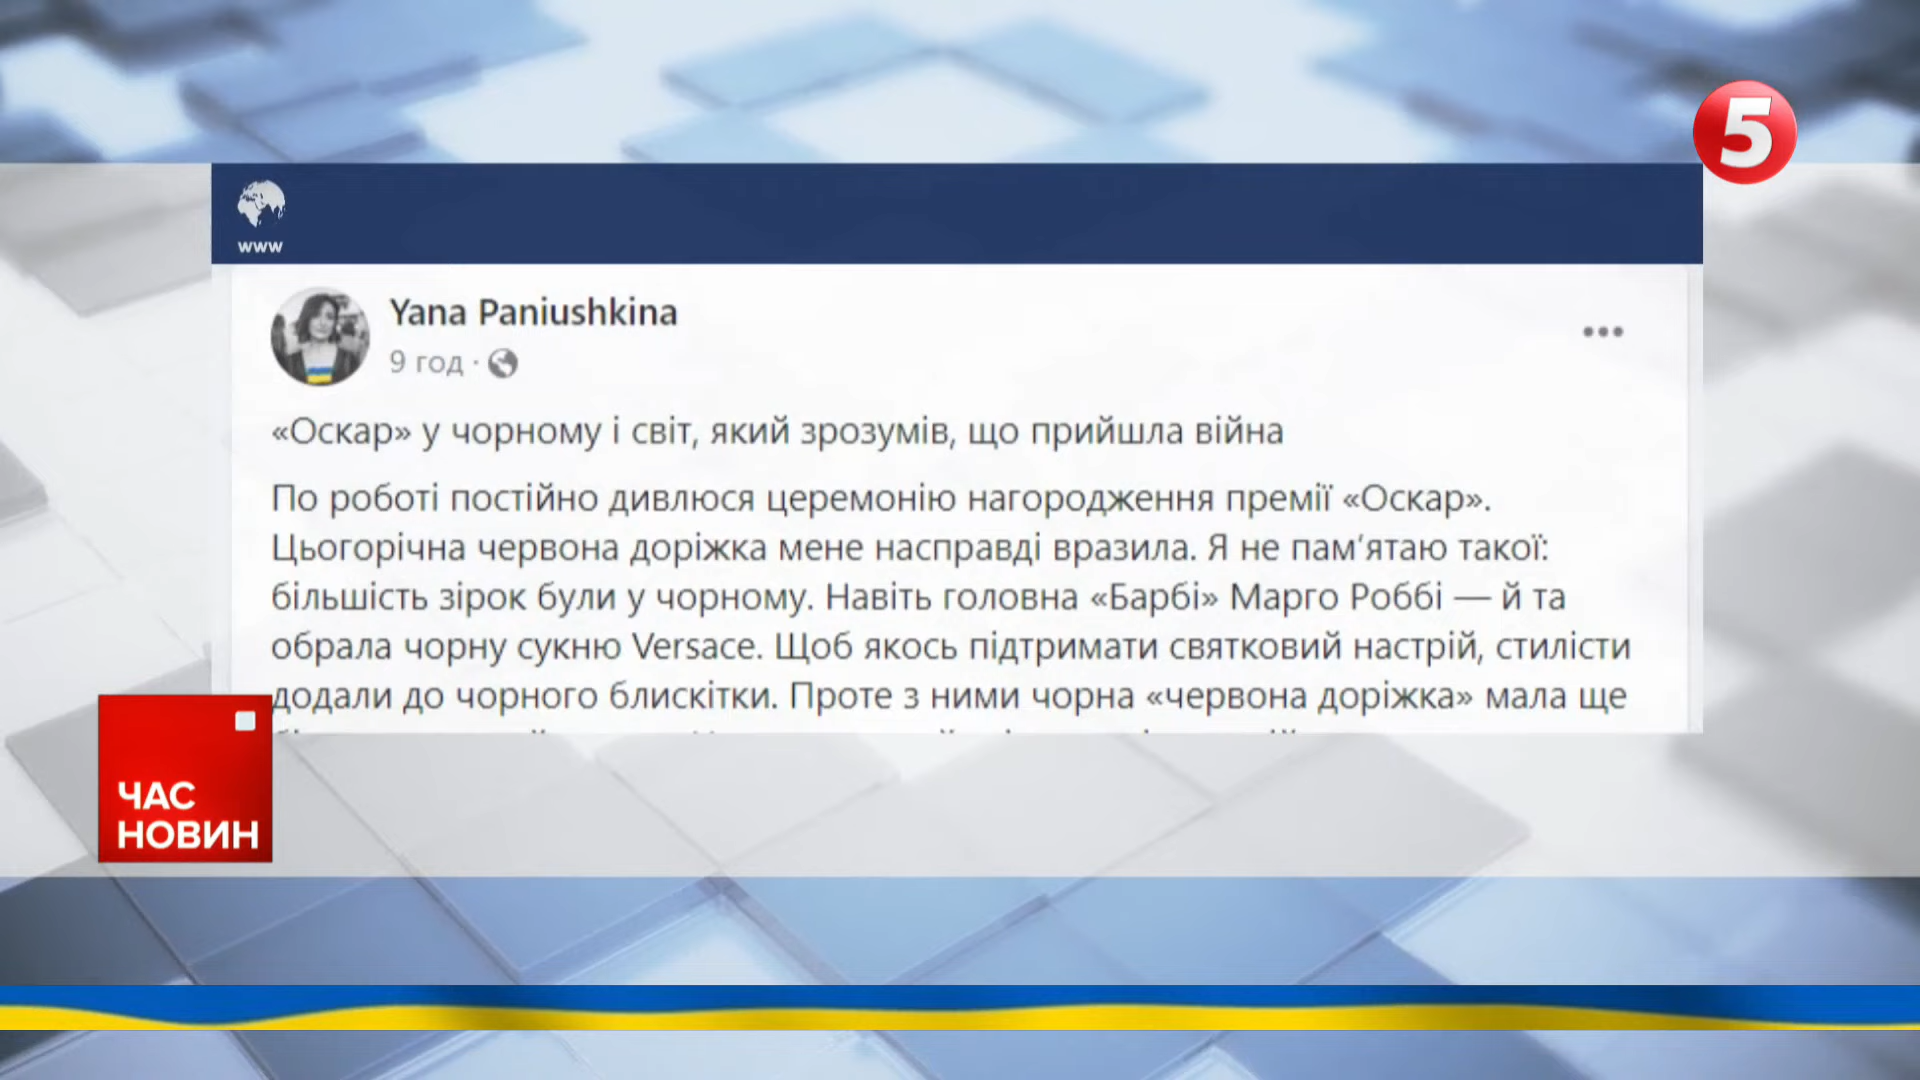 5
www
Yana Paniushkina
9 год ·
«Оскар» у чорному і світ, який зрозумів, що прийшла війна
По роботі постійно дивлюся церемонію нагородження премії «Оскар».
Цьогорічна червона доріжка мене насправді вразила. Я не пам'ятаю такої:
більшість зірок були у чорному. Навіть головна «Барбі» Марго Роббі — й та
обрала чорну сукню Versace. Щоб якось підтримати святковий настрій, стилісти
додали до чорного блискітки. Проте з ними чорна «червона доріжка» мала ще
ЧАС
НОВИН